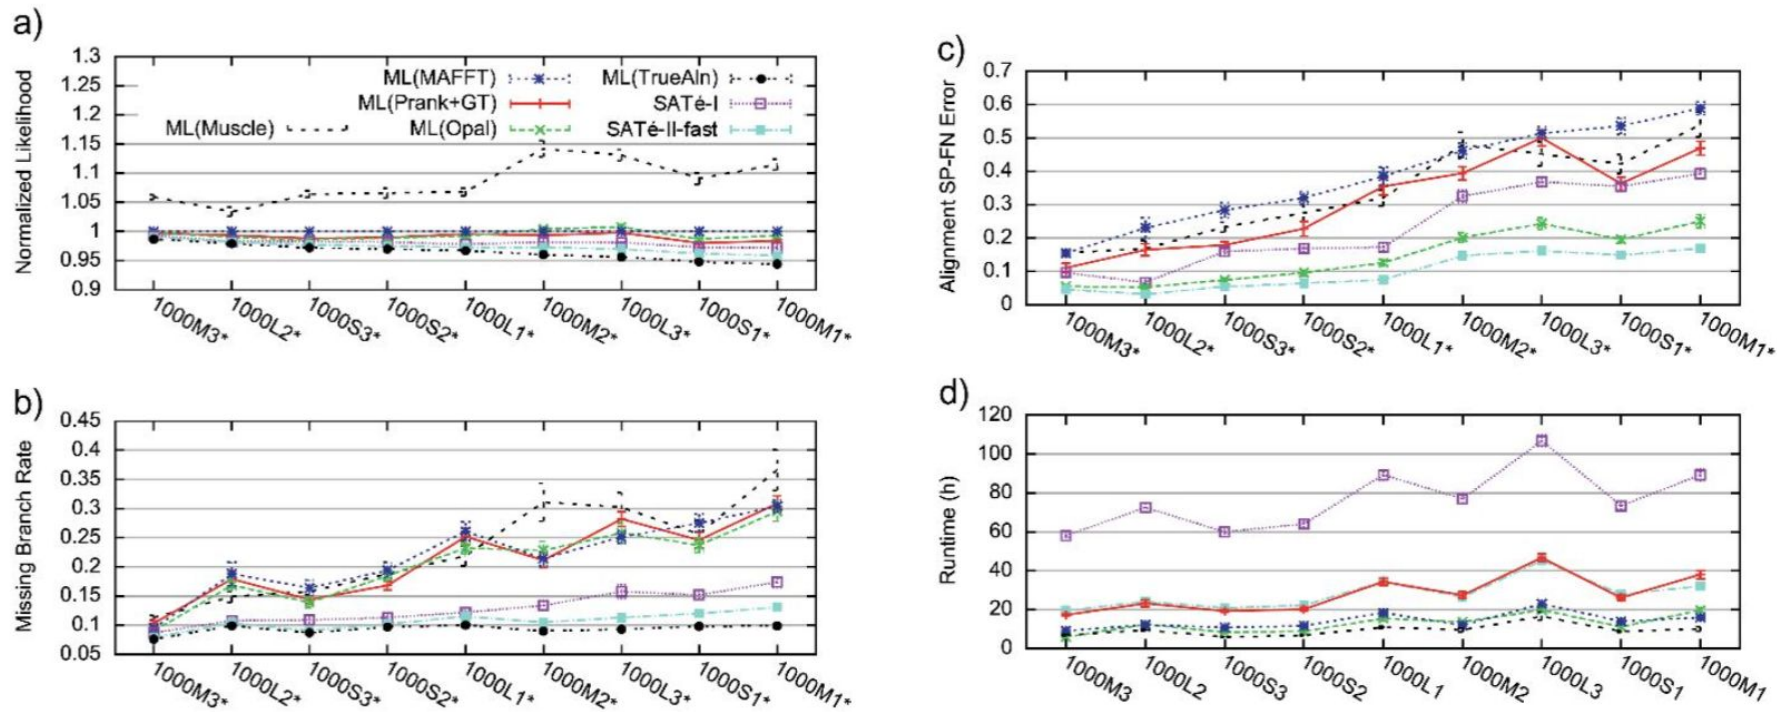 a)
Normalized Likelihood
1.3
1.25
1.2
1.15
1.1
1.05
1
0.95
0.9
ML(MAFFT)
ML(TrueAln)
ML(Prank+GT)
SATé-I
ML(Muscle)
ML(Opal)
SATé-II-fast
1000M3*
1000L2*
1000S3*
1000S2*
1000L1*
1000M2*
1000L3*
1000S1*
1000M1*
b)
Missing Branch Rate
0.45
0.4
0.35
0.3
0.25
0.2
0.15
0.1
0.05
1000M3*
1000L2*
1000S3*
1000S2*
1000L1*
1000M2*
1000L3*
1000S1*
1000M1*
c)
Alignment SP-FN Error
0.7
0.6
0.5
0.4
0.3
0.2
0.1
0
1000M3*
1000L2*
1000S3*
1000S2*
1000L1*
1000M2*
1000L3*
1000S1*
1000M1*
d)
Runtime (h)
120
100
80
60
40
20
0
1000M3
1000L2
1000S3
1000S2
1000L1
1000M2
1000L3
1000S1
1000M1